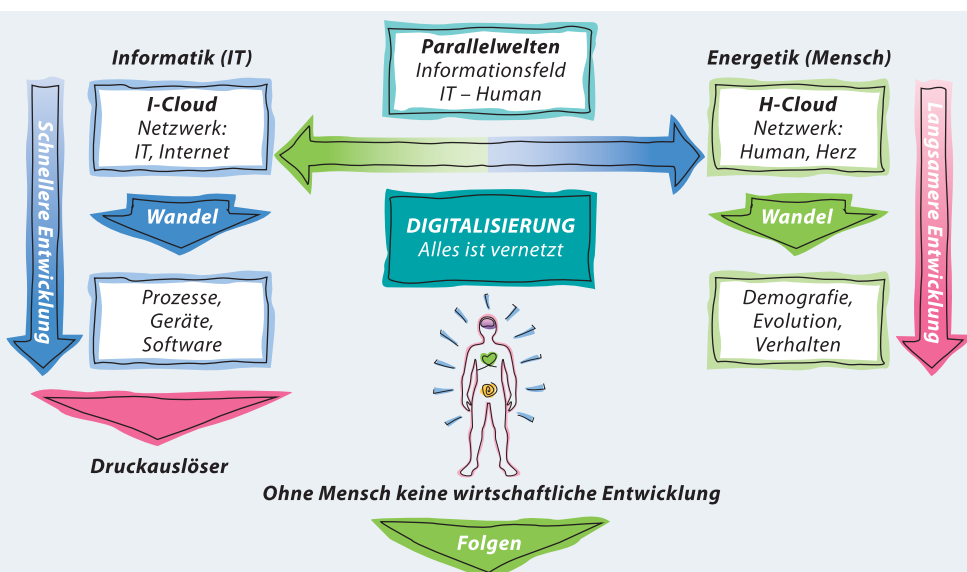 Informatik (IT)
Schnellere Entwicklung
I-Cloud
Netzwerk:
IT, Internet
Wandel
Prozesse,
Geräte,
Software
Druckauslöser
Parallelwelten
Informationsfeld
IT – Human
DIGITALISIERUNG
Alles ist vernetzt
Energetik (Mensch)
H-Cloud
Netzwerk:
Human, Herz
Wandel
Demografie,
Evolution,
Verhalten
Langsamere Entwicklung
Ohne Mensch keine wirtschaftliche Entwicklung
Folgen